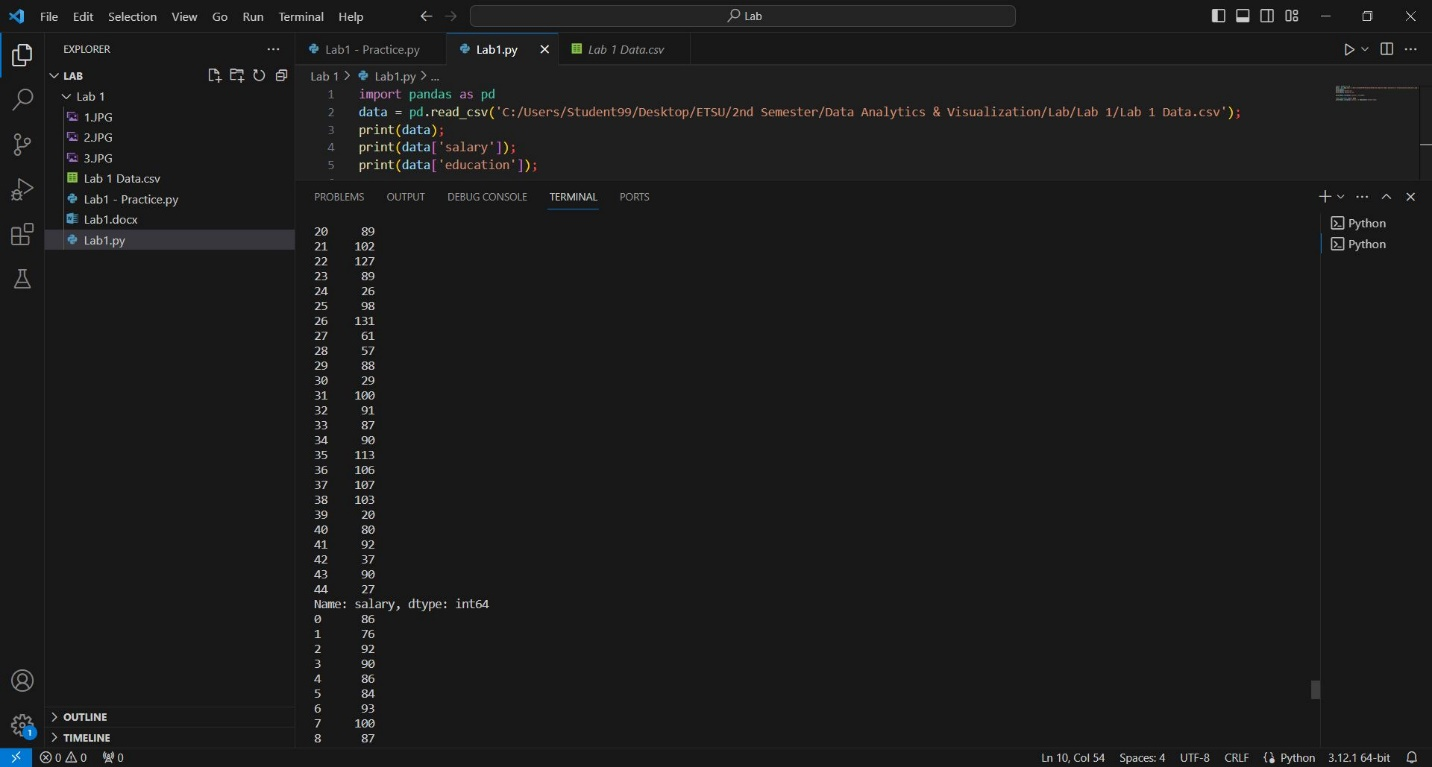 File Edit Selection View Go Run Terminal Help
Lab
EXPLORER
LAB
Lab 1
1.JPG
2.JPG
3.JPG
Lab 1 Data.csv
Lab1 - Practice.py
Lab1.docx
Lab1.py
OUTLINE
TIMELINE
Lab1 - Practice.py Lab1.py Lab 1 Data.csv
Lab 1 > Lab1.py > ...
1 import pandas as pd
2 data = pd.read_csv('C:/Users/Student99/Desktop/ETSU/2nd Semester/Data Analytics & Visualization/Lab/Lab 1/Lab 1 Data.csv');
3 print(data);
4 print(data['salary']);
5 print(data['education']);
PROBLEMS OUTPUT DEBUG CONSOLE TERMINAL PORTS
20 89
21 102
22 127
23 89
24 26
25 98
26 131
27 61
28 57
29 88
30 29
31 100
32 91
33 87
34 90
35 113
36 106
37 107
38 103
39 20
40 80
41 92
42 37
43 90
44 27
Name: salary, dtype: int64
0 86
1 76
2 92
3 90
4 86
5 84
6 93
7 100
8 87
Python
Python
1
0 0 0
Ln 10, Col 54 Spaces: 4 UTF-8 CRLF Python 3.12.1 64-bit